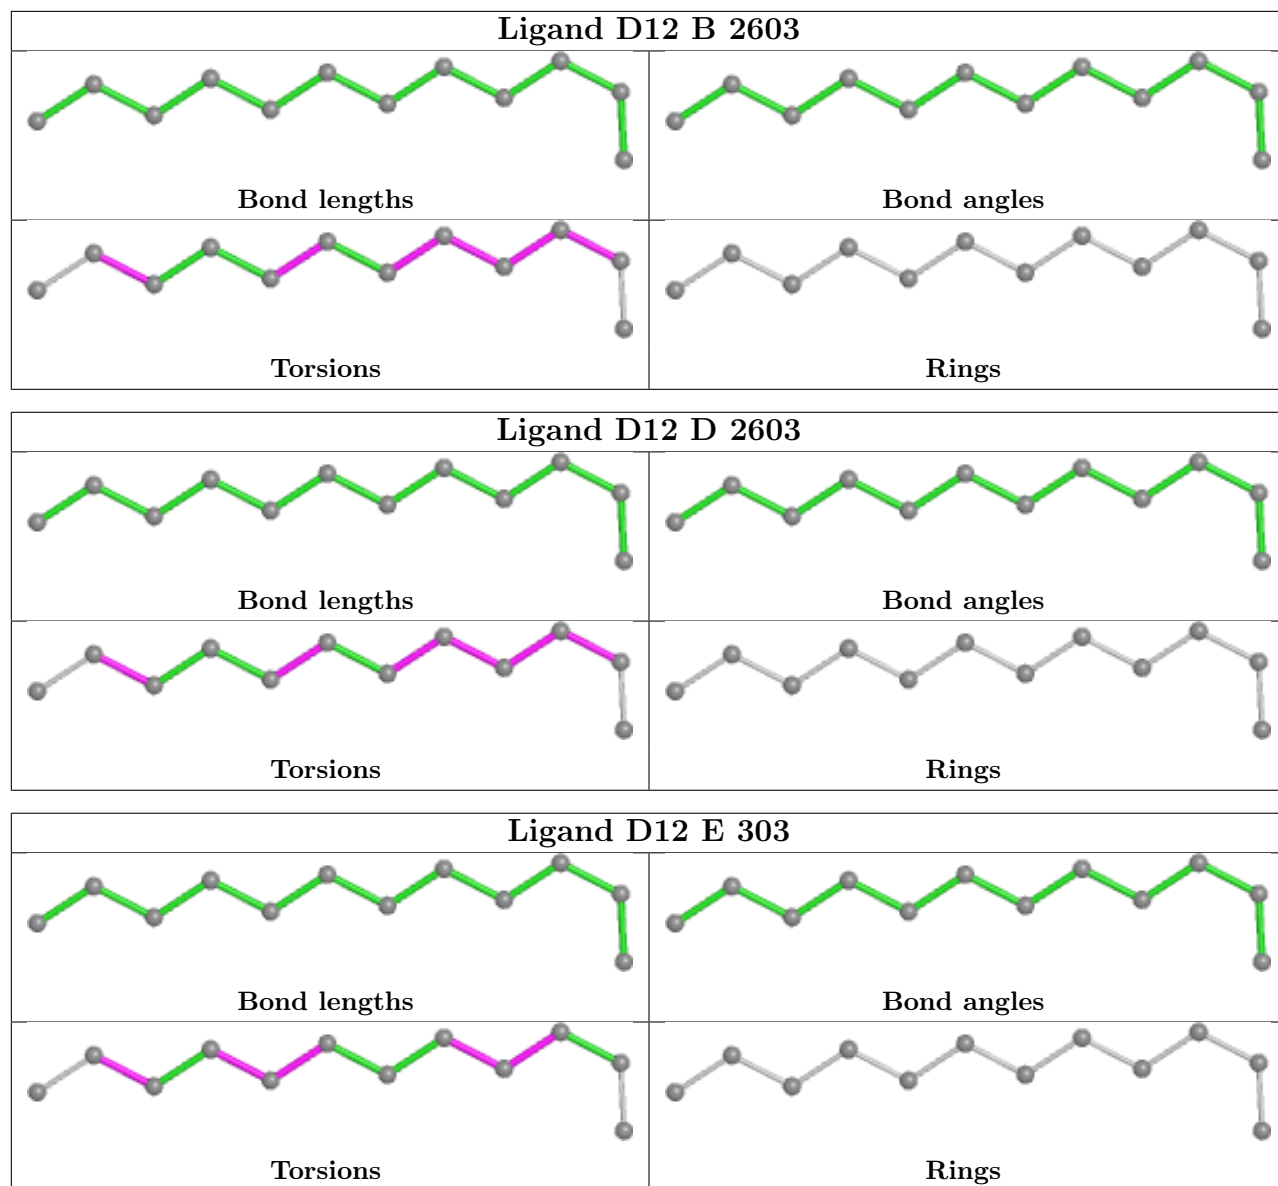 Ligand D12 B 2603
Bond lengths
Bond angles
Torsions
Rings
Ligand D12 D 2603
Bond lengths
Bond angles
Torsions
Rings
Ligand D12 E 303
Bond lengths
Bond angles
Torsions
Rings